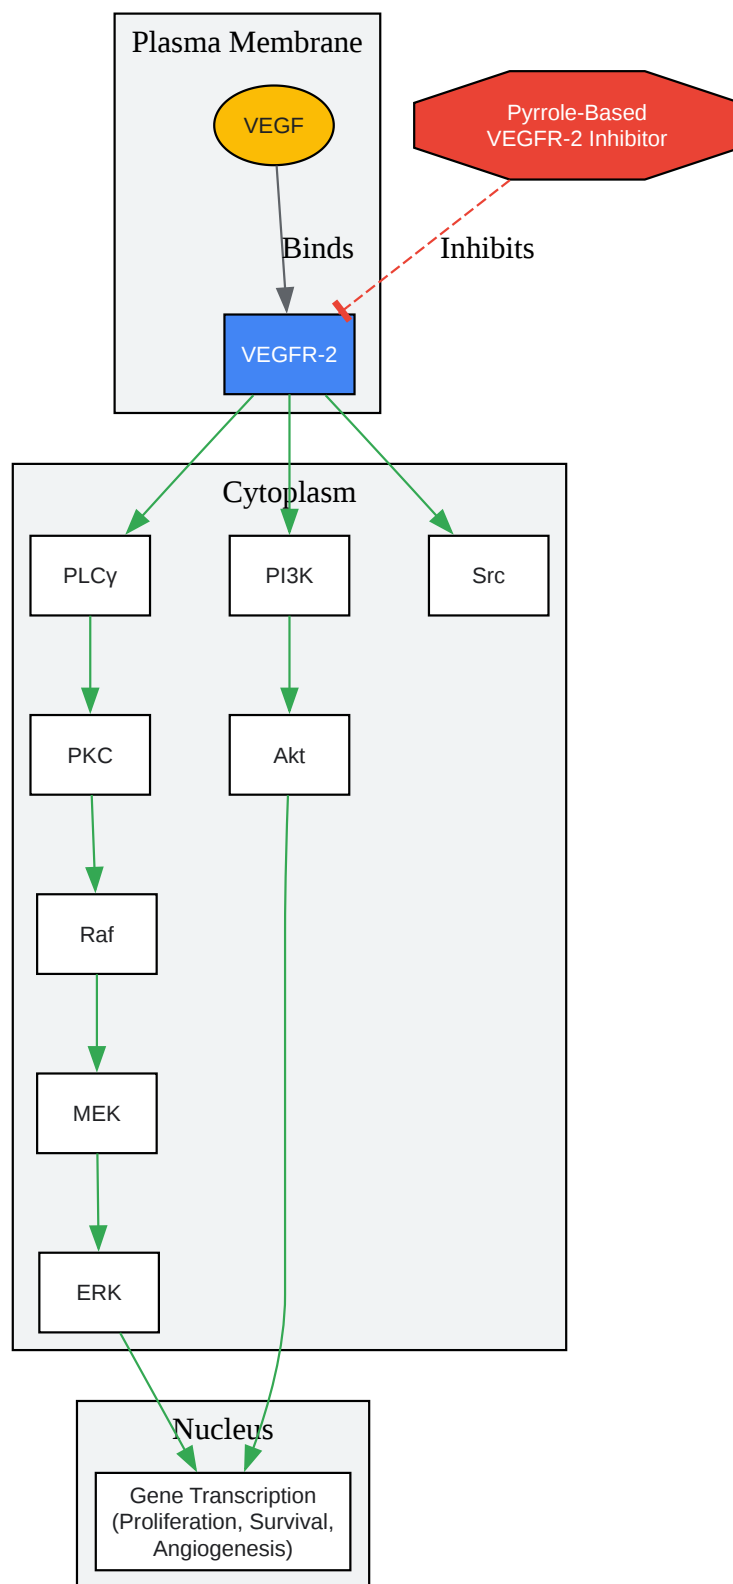 Plasma Membrane
VEGF
Pyrrole-Based
VEGFR-2 Inhibitor
Binds
Inhibits
VEGFR-2
Cytoplasm
PLCγ
PI3K
Src
PKC
Akt
Raf
MEK
ERK
Nucleus
Gene Transcription
(Proliferation, Survival,
Angiogenesis)